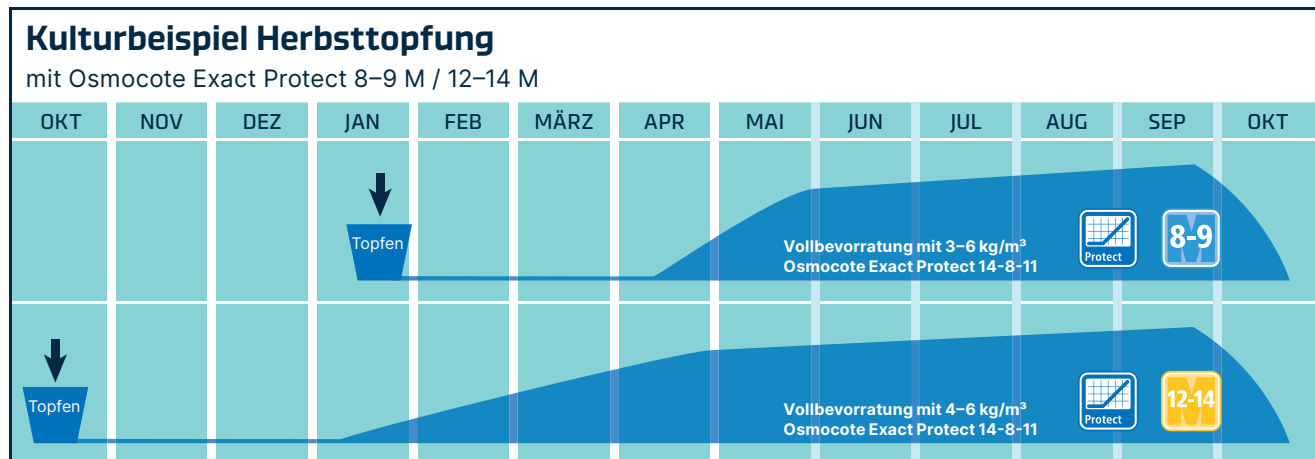 Kulturbeispiel Herbsttopfung
mit Osmocote Exact Protect 8–9 M / 12–14 M
OKT NOV DEZ JAN FEB MÄRZ APR MAI JUN JUL AUG SEP OKT
Topfen
Vollbevorratung mit 3–6 kg/m³
Osmocote Exact Protect 14-8-11
Protect
M
8-9
Topfen
Vollbevorratung mit 4–6 kg/m³
Osmocote Exact Protect 14-8-11
Protect
M
12-14